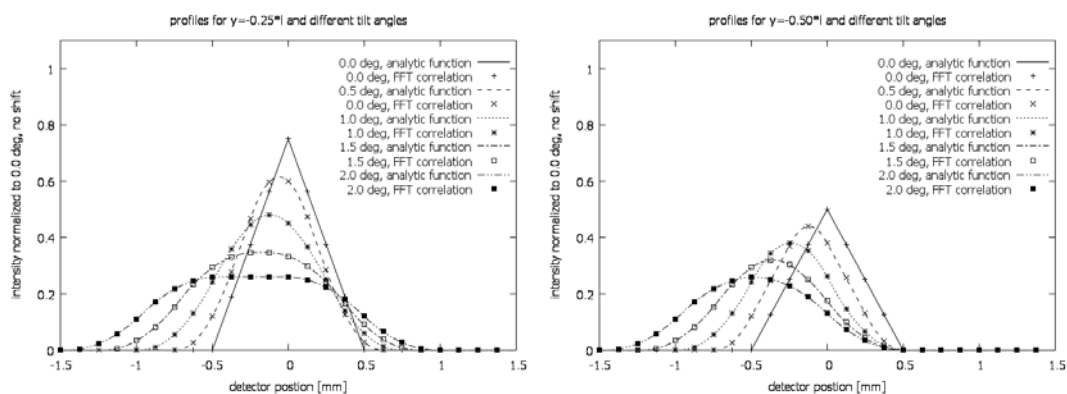 profiles for y=-0.25*l and different tilt angles
intensity normalized to 0.0 deg, no shift
1
0.8
0.6
0.4
0.2
0
0.0 deg, analytic function
0.0 deg, FFT correlation
0.5 deg, analytic function
0.0 deg, FFT correlation
1.0 deg, analytic function
1.0 deg, FFT correlation
1.5 deg, analytic function
1.5 deg, FFT correlation
2.0 deg, analytic function
2.0 deg, FFT correlation
-1.5 -1 -0.5 0 0.5 1 1.5
detector postion [mm]
profiles for y=-0.50*l and different tilt angles
intensity normalized to 0.0 deg, no shift
1
0.8
0.6
0.4
0.2
0
0.0 deg, analytic function
0.0 deg, FFT correlation
0.5 deg, analytic function
0.0 deg, FFT correlation
1.0 deg, analytic function
1.0 deg, FFT correlation
1.5 deg, analytic function
1.5 deg, FFT correlation
2.0 deg, analytic function
2.0 deg, FFT correlation
-1.5 -1 -0.5 0 0.5 1 1.5
detector postion [mm]